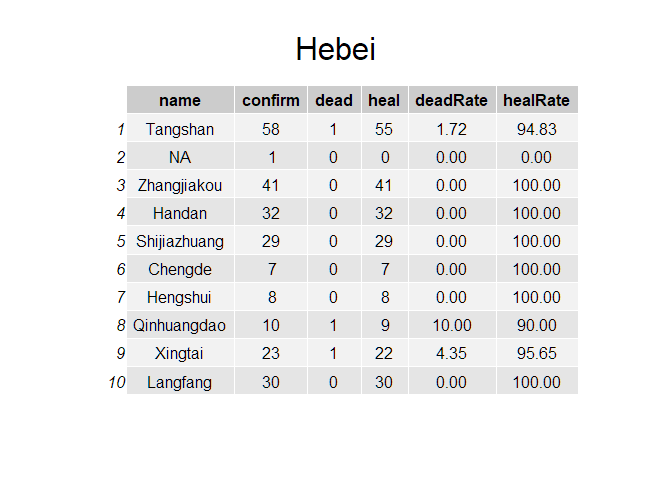 Hebei
name confirm dead heal deadRate healRate
1 Tangshan 58 1 55 1.72 94.83
2 NA 1 0 0 0.00 0.00
3 Zhangjiakou 41 0 41 0.00 100.00
4 Handan 32 0 32 0.00 100.00
5 Shijiazhuang 29 0 29 0.00 100.00
6 Chengde 7 0 7 0.00 100.00
7 Hengshui 8 0 8 0.00 100.00
8 Qinhuangdao 10 1 9 10.00 90.00
9 Xingtai 23 1 22 4.35 95.65
10 Langfang 30 0 30 0.00 100.00